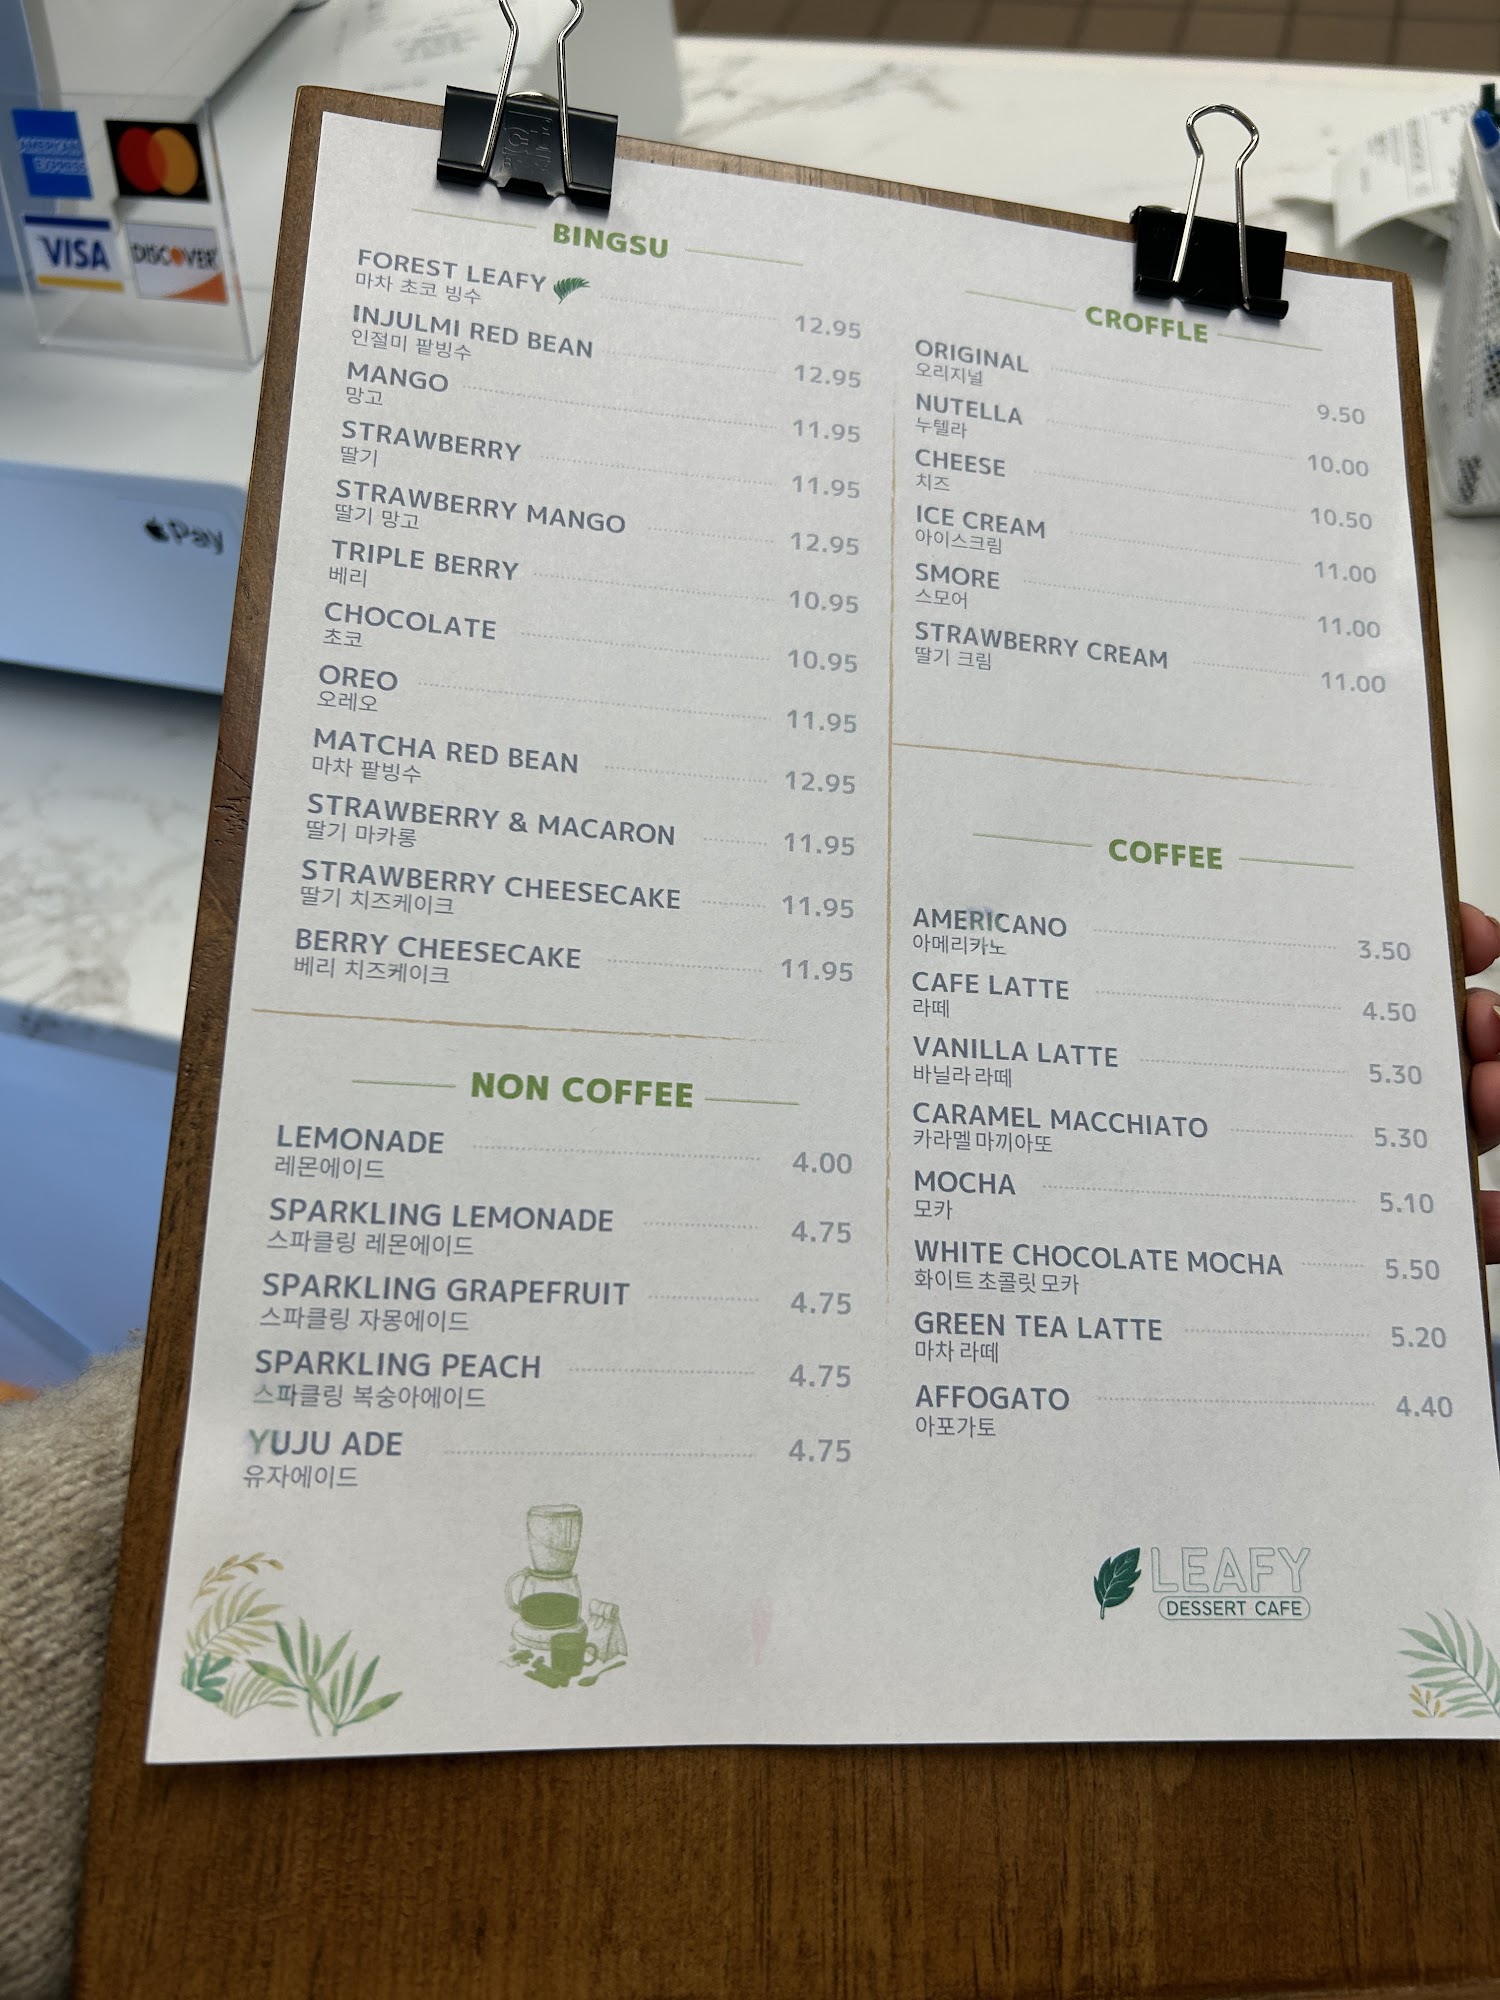 AMERICAN
EXPRESS
VISA
DISCOVER
Pay
BINGSU
FOREST LEAFY 12.95
마차 초코 빙수
INJULMI RED BEAN 12.95
인절미 팥빙수
MANGO 11.95
망고
STRAWBERRY 11.95
딸기
STRAWBERRY MANGO 12.95
딸기 망고
TRIPLE BERRY 10.95
베리
CHOCOLATE 10.95
초코
OREO 11.95
오레오
MATCHA RED BEAN 12.95
마차 팥빙수
STRAWBERRY & MACARON 11.95
딸기 마카롱
STRAWBERRY CHEESECAKE 11.95
딸기 치즈케이크
BERRY CHEESECAKE 11.95
베리 치즈케이크
NON COFFEE
LEMONADE 4.00
레몬에이드
SPARKLING LEMONADE 4.75
스파클링 레몬에이드
SPARKLING GRAPEFRUIT 4.75
스파클링 자몽에이드
SPARKLING PEACH 4.75
스파클링 복숭아에이드
YUJU ADE 4.75
유자에이드
CROFFLE
ORIGINAL 9.50
오리지널
NUTELLA 10.00
누텔라
CHEESE 10.50
치즈
ICE CREAM 11.00
아이스크림
SMORE 11.00
스모어
STRAWBERRY CREAM 11.00
딸기 크림
COFFEE
AMERICANO 3.50
아메리카노
CAFE LATTE 4.50
라떼
VANILLA LATTE 5.30
바닐라 라떼
CARAMEL MACCHIATO 5.30
카라멜 마끼아또
MOCHA 5.10
모카
WHITE CHOCOLATE MOCHA 5.50
화이트 초콜릿 모카
GREEN TEA LATTE 5.20
마차 라떼
AFFOGATO 4.40
아포가토
LEAFY
DESSERT CAFE